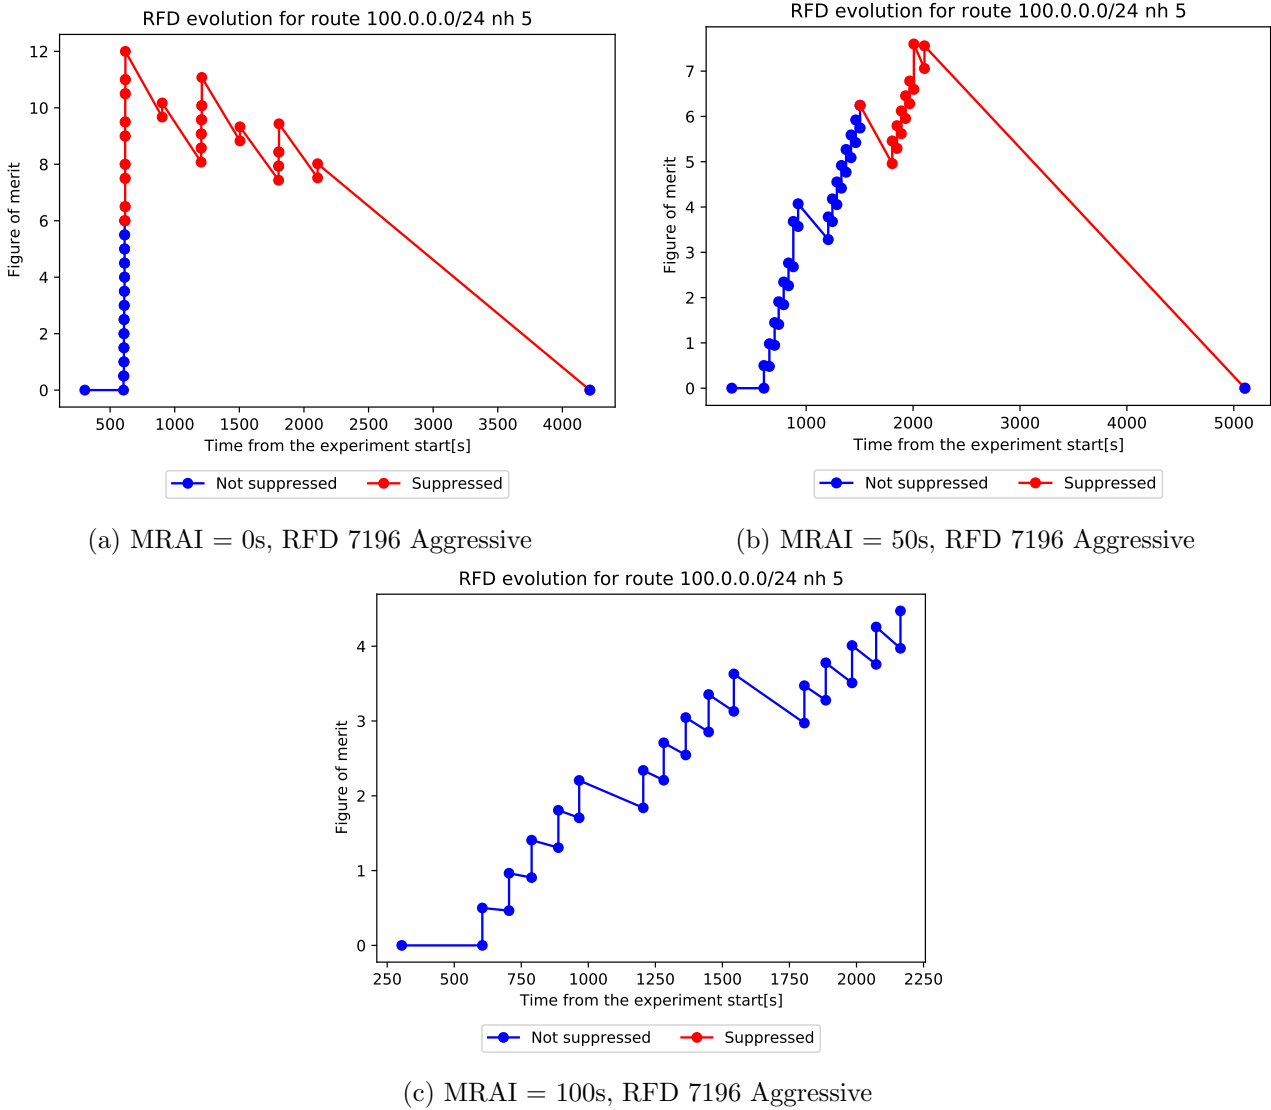 RFD evolution for route 100.0.0.0/24 nh 5
Figure of merit
12
10
8
6
4
2
0
500 1000 1500 2000 2500 3000 3500 4000
Time from the experiment start[s]
Not suppressed Suppressed
(a) MRAI = 0s, RFD 7196 Aggressive
RFD evolution for route 100.0.0.0/24 nh 5
Figure of merit
7
6
5
4
3
2
1
0
1000 2000 3000 4000 5000
Time from the experiment start[s]
Not suppressed Suppressed
(b) MRAI = 50s, RFD 7196 Aggressive
RFD evolution for route 100.0.0.0/24 nh 5
Figure of merit
4
3
2
1
0
250 500 750 1000 1250 1500 1750 2000 2250
Time from the experiment start[s]
Not suppressed Suppressed
(c) MRAI = 100s, RFD 7196 Aggressive